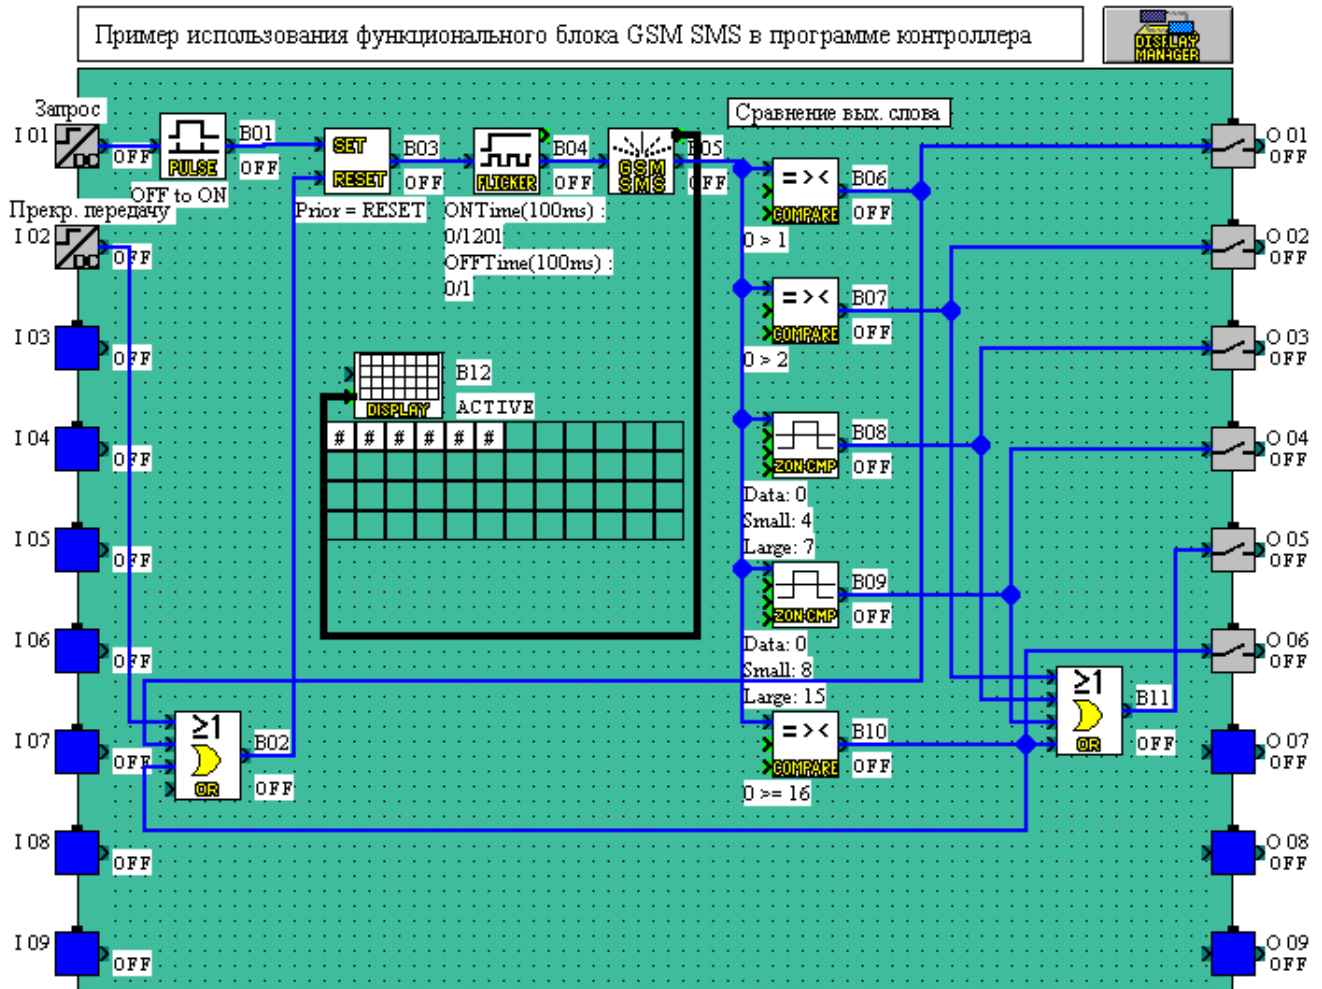 Пример использования функционального блока GSM SMS в программе контроллера
DISPLAY
MANAGER
Запрос
I 01
DC
OFF
PULSE
B01
OFF
OFF to ON
SET
RESET
B03
OFF
Prior = RESET
FLICKER
B04
OFF
ONTime(100ms) :
0/1201
OFFTime(100ms) :
0/1
GSM
SMS
B05
OFF
Сравнение вых. слова
= > <
COMPARE
B06
OFF
0 > 1
O 01
OFF
Прекр. передачу
I 02
DC
OFF
= > <
COMPARE
B07
OFF
0 > 2
O 02
OFF
I 03
OFF
O 03
OFF
DISPLAY
B12
ACTIVE
# # # # # #
I 04
OFF
ZON-CMP
B08
OFF
Data: 0
Small: 4
Large: 7
O 04
OFF
I 05
OFF
ZON-CMP
B09
OFF
Data: 0
Small: 8
Large: 15
O 05
OFF
I 06
OFF
O 06
OFF
≥1
OR
B11
OFF
I 07
OFF
≥1
OR
B02
OFF
= > <
COMPARE
B10
OFF
0 >= 16
O 07
OFF
I 08
OFF
O 08
OFF
I 09
OFF
O 09
OFF